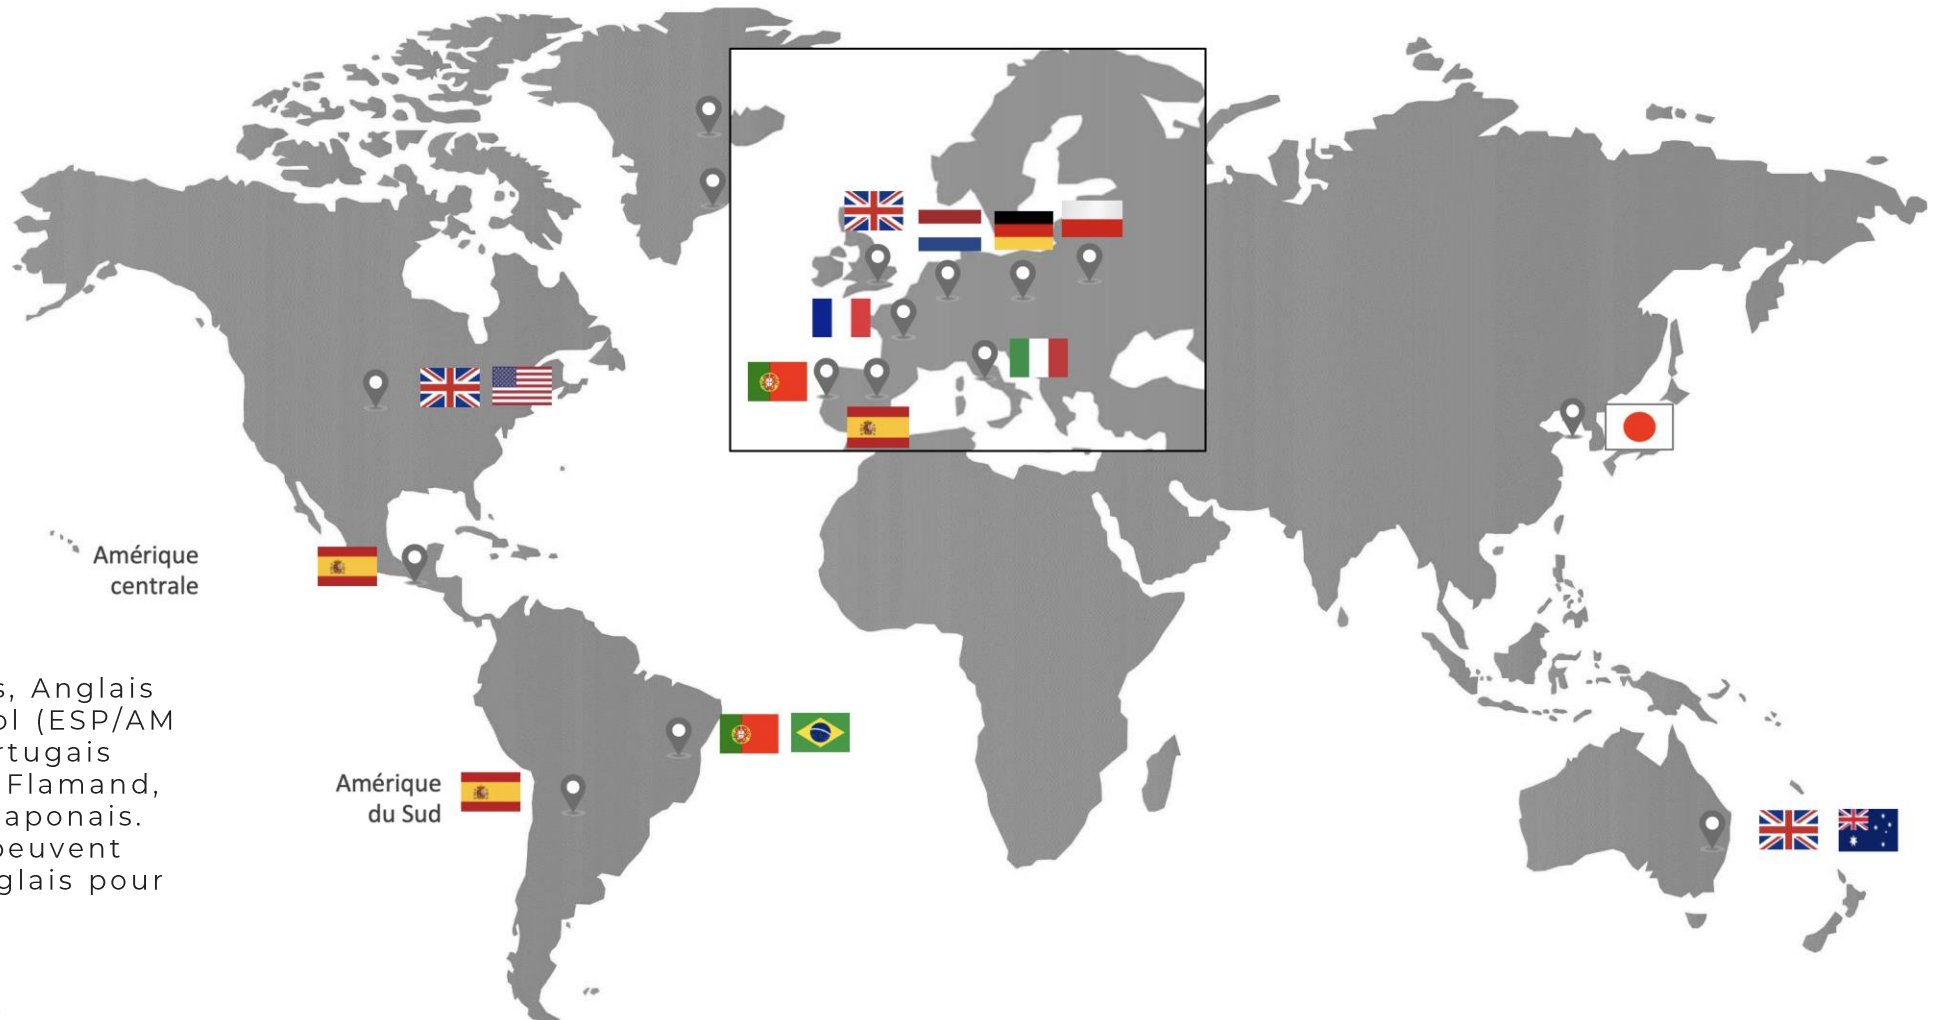 Amérique
centrale
s, Anglais
ol (ESP/AM
rtugais
Flamand,
aponais.
peuvent
glais pour
Amérique
du Sud